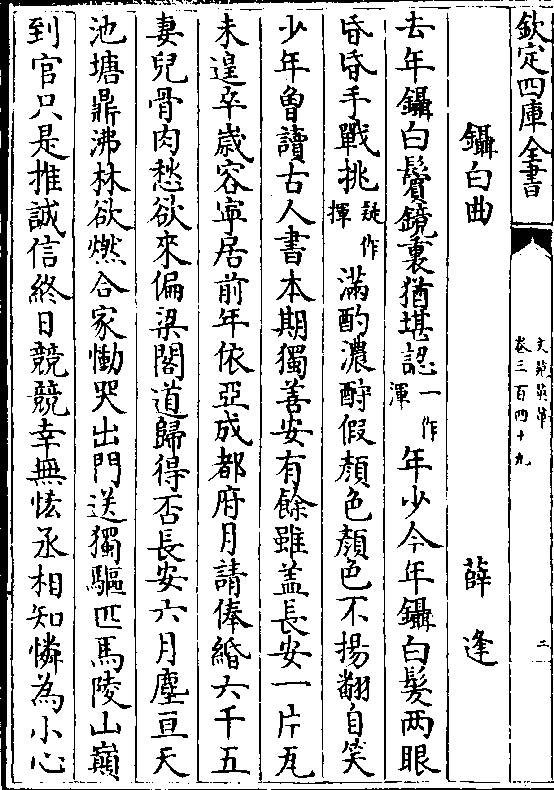 欽定四庫全書
文苑英華
卷三百四十九
二
鑷白曲
薛逢
去年鑷白鬢鏡裏猶堪認一作渾年少今年鑷白髮兩眼
昏昏手戰挑疑作揮滿酌濃酧假顏色顏色不揚翻自笑
少年曾讀古人書本期獨善安有餘雖盖長安一片瓦
未遑卒歲容寧居前年依亞成都府月請俸緡六千五
妻兒骨肉愁欲來偏梁閣道歸得否長安六月塵亘天
池塘鼎沸林欲燃合家慟哭出門送獨驅匹馬陵山巔
到官只是推誠信終日競競幸無恡丞相知憐為小心